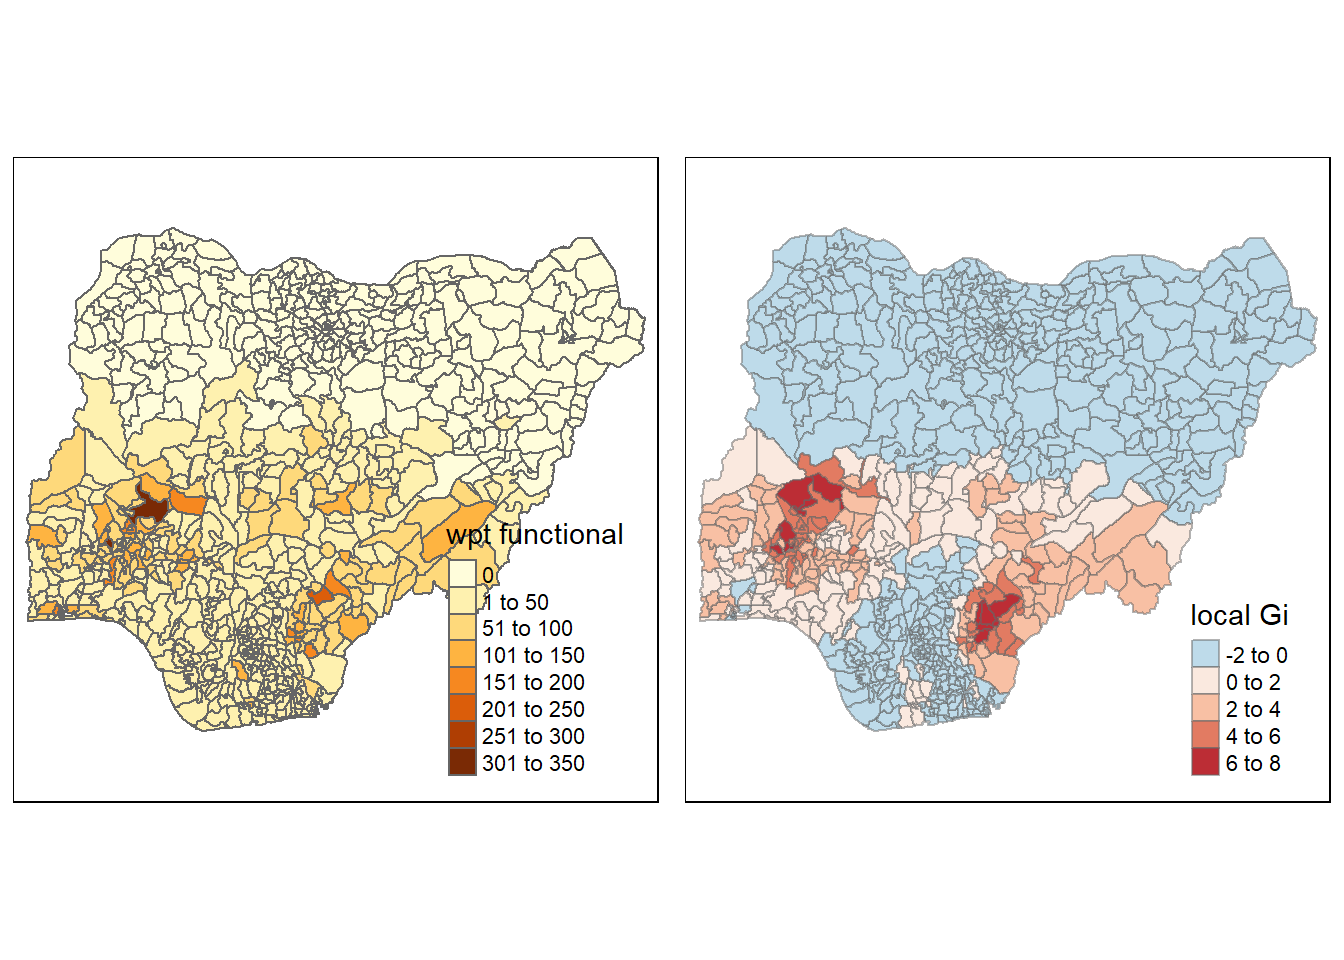 wpt functional
0
1 to 50
51 to 100
101 to 150
151 to 200
201 to 250
251 to 300
301 to 350
local Gi
-2 to 0
0 to 2
2 to 4
4 to 6
6 to 8